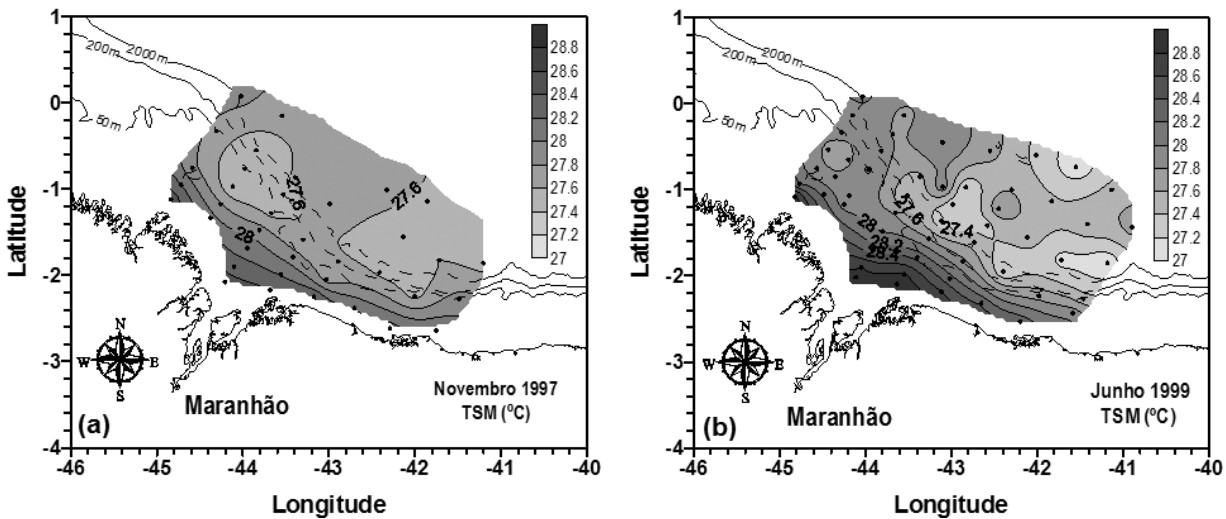 1
0
-1
-2
-3
-4
-46
-45
-44
-43
-42
-41
-40
Latitude
Longitude
200m
2000m
50m
27.6
27.6
28
28.8
28.6
28.4
28.2
28
27.8
27.6
27.4
27.2
27
N
W
E
S
(a)
Maranhão
Novembro 1997
TSM (ºC)
1
0
-1
-2
-3
-4
-46
-45
-44
-43
-42
-41
-40
Latitude
Longitude
200m
2000m
50m
27.6
27.4
28
28.2
28.4
28.8
28.6
28.4
28.2
28
27.8
27.6
27.4
27.2
27
N
W
E
S
(b)
Maranhão
Junho 1999
TSM (ºC)